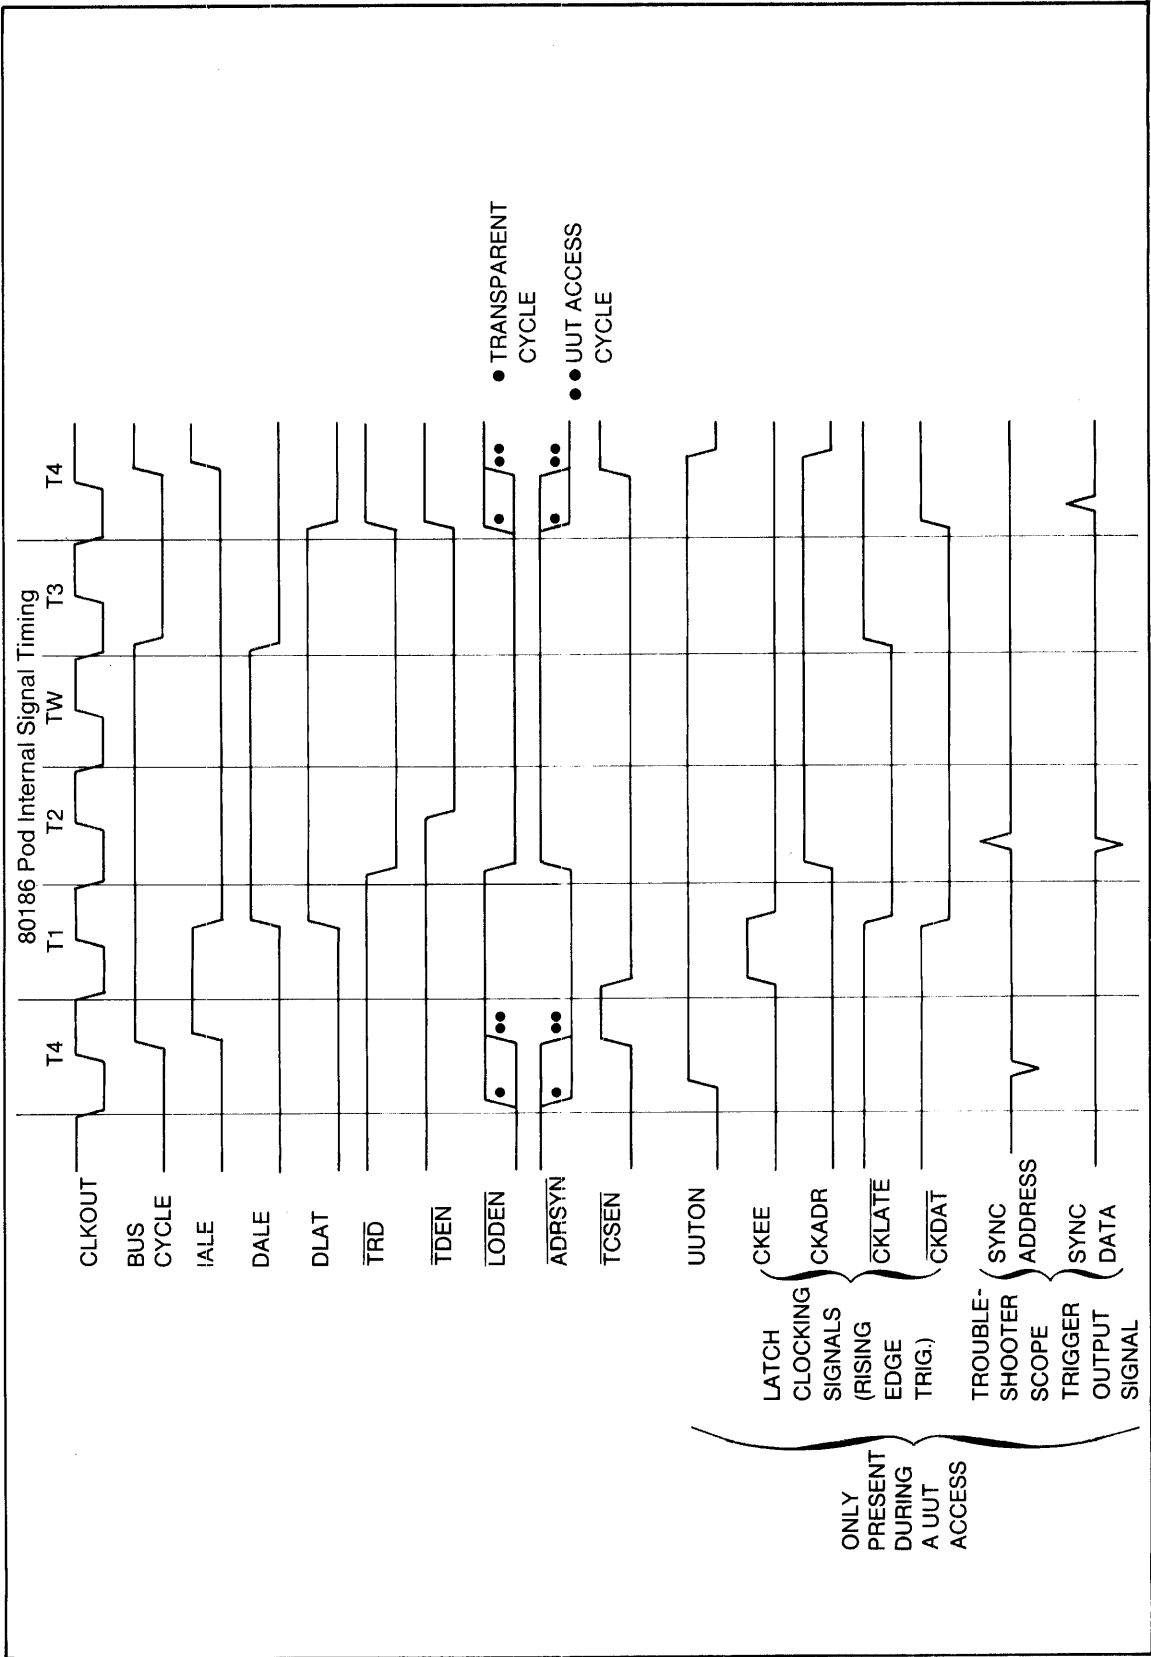 80186 Pod Internal Signal Timing
T4 T1 T2 TW T3 T4
CLKOUT
BUS
CYCLE
IALE
DALE
DLAT
TRD
TDEN
LODEN
ADRSYN
TCSEN
UUTON
CKEE
CKADR
CKLATE
CKDAT
SYNC
ADDRESS
SYNC
DATA
LATCH
CLOCKING
SIGNALS
(RISING
EDGE
TRIG.)
TROUBLE-
SHOOTER
SCOPE
TRIGGER
OUTPUT
SIGNAL
ONLY
PRESENT
DURING
A UUT
ACCESS
● TRANSPARENT
CYCLE
●● UUT ACCESS
CYCLE